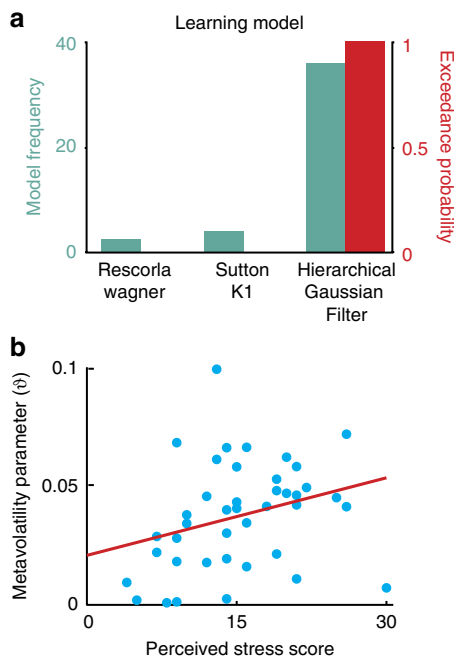 a
Learning model
Model frequency
40
20
0
1
0.5
0
Exceedance probability
Rescorla
wagner
Sutton
K1
Hierarchical
Gaussian
Filter
b
Metavolatility parameter (ϑ)
0.1
0.05
0
0
15
30
Perceived stress score